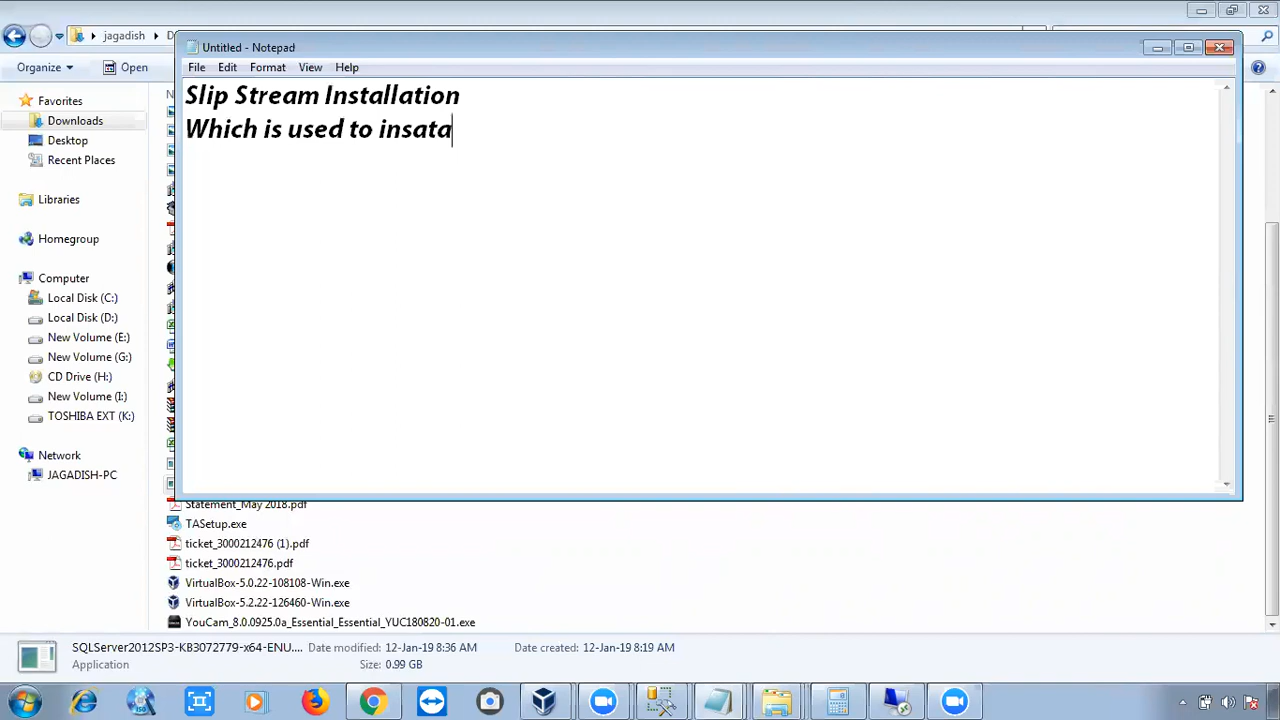 jagadish
Untitled - Notepad
Organize
Open
File Edit Format View Help
Slip Stream Installation
Which is used to insata
Favorites
Downloads
Desktop
Recent Places
Libraries
Homegroup
Computer
Local Disk (C:)
Local Disk (D:)
New Volume (E:)
New Volume (G:)
CD Drive (H:)
New Volume (I:)
TOSHIBA EXT (K:)
Network
JAGADISH-PC
Statement_May 2018.pdf
TASetup.exe
ticket_3000212476 (1).pdf
ticket_3000212476.pdf
VirtualBox-5.0.22-108108-Win.exe
VirtualBox-5.2.22-126460-Win.exe
YouCam_8.0.0925.0a_Essential_Essential_YUC180820-01.exe
SQLServer2012SP3-KB3072779-x64-ENU.... Date modified: 12-Jan-19 8:36 AM Date created: 12-Jan-19 8:19 AM
Application Size: 0.99 GB